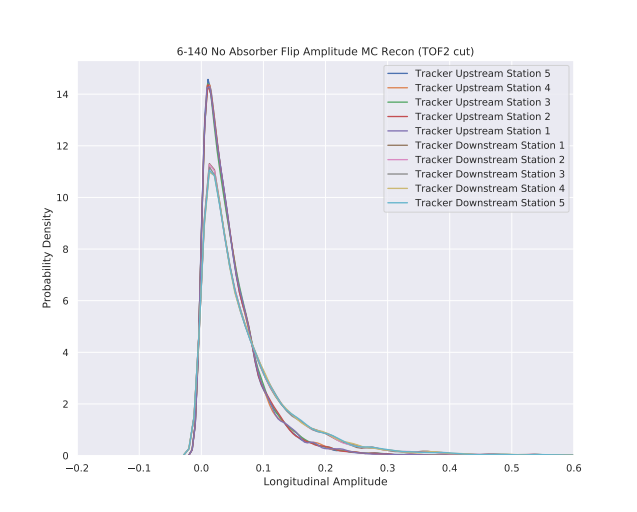 6-140 No Absorber Flip Amplitude MC Recon (TOF2 cut)
Tracker Upstream Station 5
Tracker Upstream Station 4
Tracker Upstream Station 3
Tracker Upstream Station 2
Tracker Upstream Station 1
Tracker Downstream Station 1
Tracker Downstream Station 2
Tracker Downstream Station 3
Tracker Downstream Station 4
Tracker Downstream Station 5
Probability Density
14
12
10
8
6
4
2
0
−0.2 −0.1 0.0 0.1 0.2 0.3 0.4 0.5 0.6
Longitudinal Amplitude